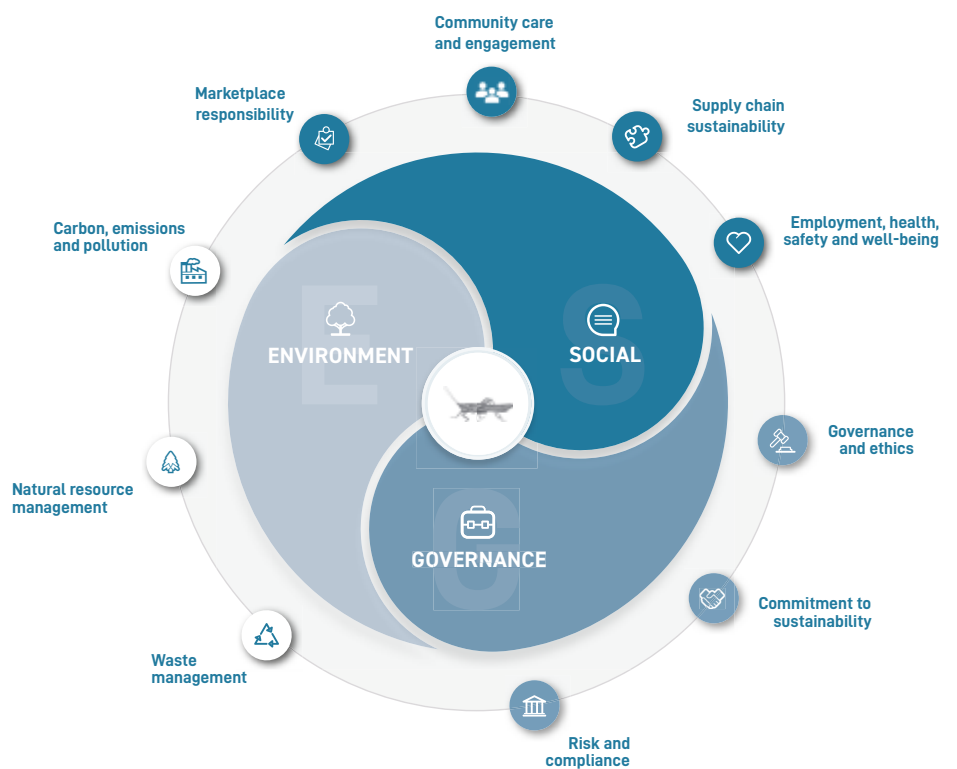 Community care
and engagement
Marketplace
responsibility
Supply chain
sustainability
Carbon, emissions
and pollution
Employment, health,
safety and well-being
E
ENVIRONMENT
S
SOCIAL
Governance
and ethics
Natural resource
management
G
GOVERNANCE
Commitment to
sustainability
Waste
management
Risk and
compliance